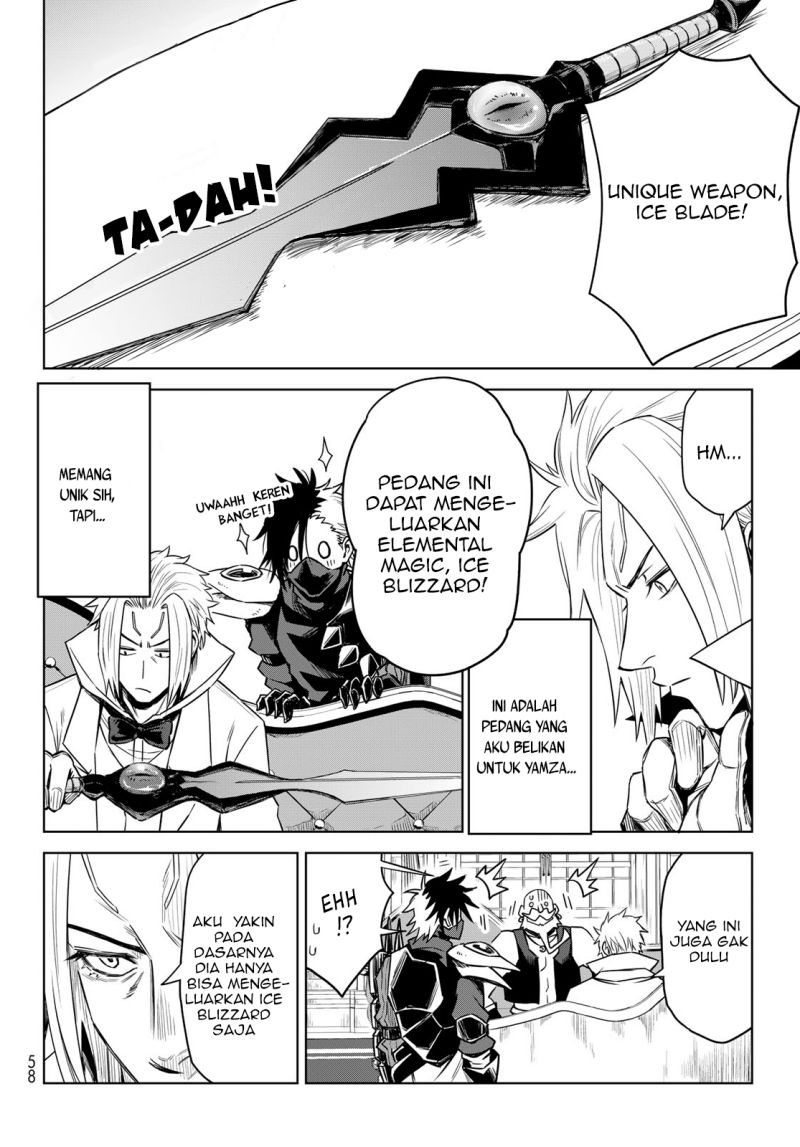 UNIQUE WEAPON,
ICE BLADE!
TA-DAH!
HM...
PEDANG INI
DAPAT MENGE-
LUARKAN
ELEMENTAL
MAGIC, ICE
BLIZZARD!
INI ADALAH
PEDANG YANG
AKU BELIKAN
UNTUK YAMZA...
UWAAHH KEREN
BANGET!
MEMANG
UNIK SIH,
TAPI...
YANG INI
JUGA GAK
DULU
EHH
!?
AKU YAKIN
PADA
DASARNYA
DIA HANYA
BISA MENGE-
LUARKAN ICE
BLIZZARD
SAJA
58